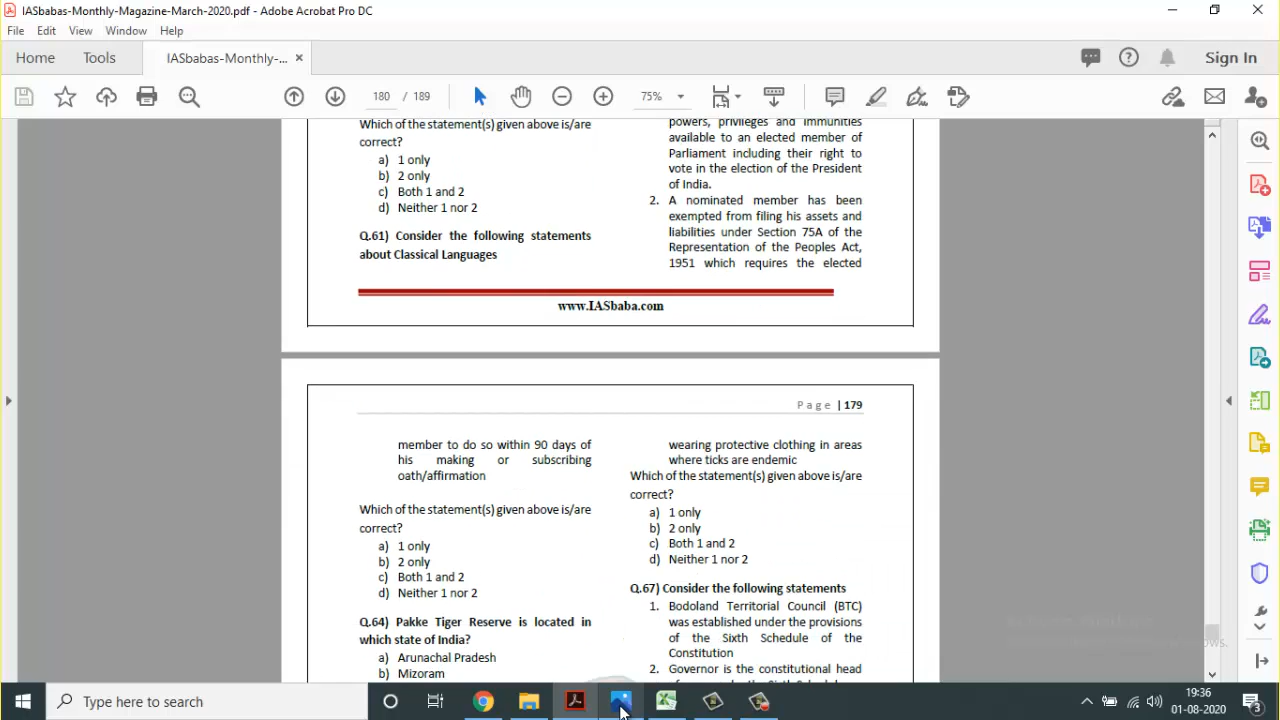 IASbabas-Monthly-Magazine-March-2020.pdf - Adobe Acrobat Pro DC
File Edit View Window Help
Home Tools IASbabas-Monthly-... × Sign In
180 / 189 75%
Which of the statement(s) given above is/are
correct?
a) 1 only
b) 2 only
c) Both 1 and 2
d) Neither 1 nor 2
Q.61) Consider the following statements
about Classical Languages
powers, privileges and immunities
available to an elected member of
Parliament including their right to
vote in the election of the President
of India.
2. A nominated member has been
exempted from filing his assets and
liabilities under Section 75A of the
Representation of the Peoples Act,
1951 which requires the elected
www.IASbaba.com
Page | 179
member to do so within 90 days of
his making or subscribing
oath/affirmation
Which of the statement(s) given above is/are
correct?
a) 1 only
b) 2 only
c) Both 1 and 2
d) Neither 1 nor 2
Q.64) Pakke Tiger Reserve is located in
which state of India?
a) Arunachal Pradesh
b) Mizoram
wearing protective clothing in areas
where ticks are endemic
Which of the statement(s) given above is/are
correct?
a) 1 only
b) 2 only
c) Both 1 and 2
d) Neither 1 nor 2
Q.67) Consider the following statements
1. Bodoland Territorial Council (BTC)
was established under the provisions
of the Sixth Schedule of the
Constitution
2. Governor is the constitutional head
Type here to search
19:36
01-08-2020
3